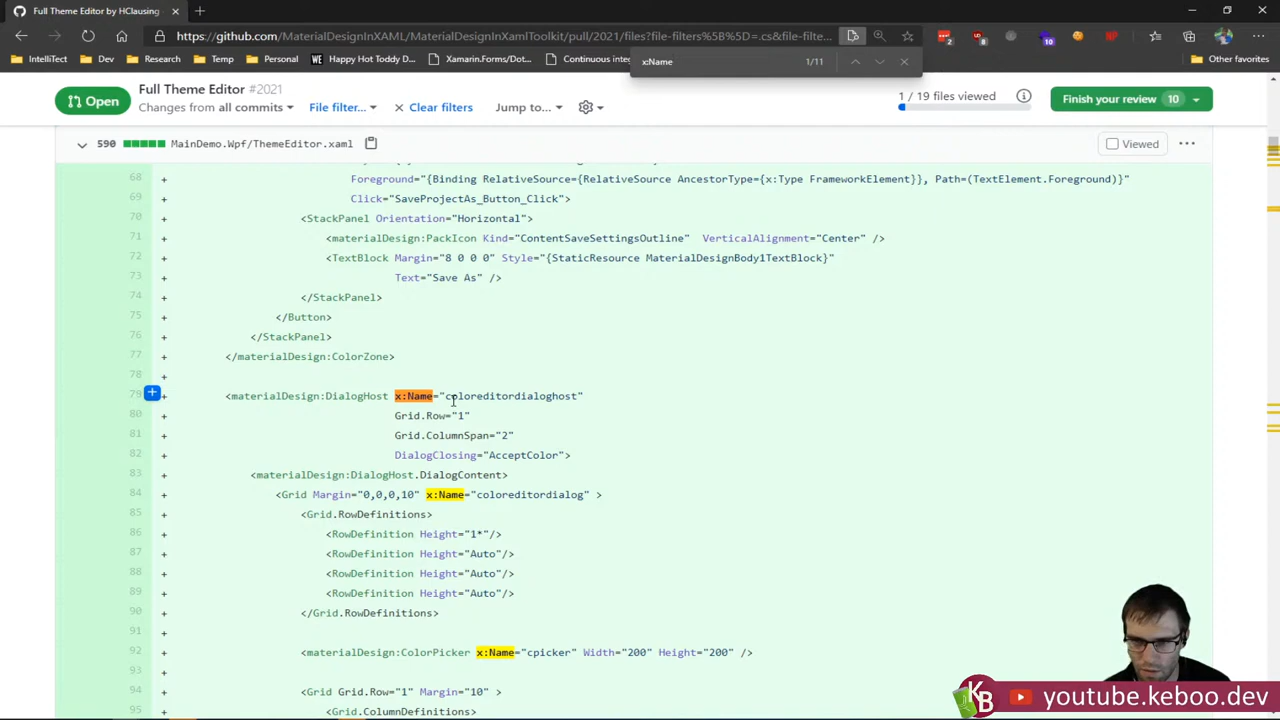 Full Theme Editor by HClausing ×
https://github.com/MaterialDesignInXAML/MaterialDesignInXamlToolkit/pull/2021/files?file-filters%5B%5D=.cs&file-filte...
IntelliTect Dev Research Temp Personal WE Happy Hot Toddy D... Xamarin.Forms/Dot... Continuous integ Other favorites
x:Name 1/11
Open Full Theme Editor #2021
Changes from all commits File filter... × Clear filters Jump to...
1 / 19 files viewed Finish your review 10
590 MainDemo.Wpf/ThemeEditor.xaml Viewed ...
68 + Foreground="{Binding RelativeSource={RelativeSource AncestorType={x:Type FrameworkElement}}, Path=(TextElement.Foreground)}"
69 + Click="SaveProjectAs_Button_Click">
70 + <StackPanel Orientation="Horizontal">
71 + <materialDesign:PackIcon Kind="ContentSaveSettingsOutline" VerticalAlignment="Center" />
72 + <TextBlock Margin="8 0 0 0" Style="{StaticResource MaterialDesignBody1TextBlock}"
73 + Text="Save As" />
74 + </StackPanel>
75 + </Button>
76 + </StackPanel>
77 + </materialDesign:ColorZone>
78 +
79 + <materialDesign:DialogHost x:Name="coloreditordialoghost"
80 + Grid.Row="1"
81 + Grid.ColumnSpan="2"
82 + DialogClosing="AcceptColor">
83 + <materialDesign:DialogHost.DialogContent>
84 + <Grid Margin="0,0,0,10" x:Name="coloreditordialog" >
85 + <Grid.RowDefinitions>
86 + <RowDefinition Height="1*"/>
87 + <RowDefinition Height="Auto"/>
88 + <RowDefinition Height="Auto"/>
89 + <RowDefinition Height="Auto"/>
90 + </Grid.RowDefinitions>
91 +
92 + <materialDesign:ColorPicker x:Name="cpicker" Width="200" Height="200" />
93 +
94 + <Grid Grid.Row="1" Margin="10" >
95 + <Grid.ColumnDefinitions>
KB youtube.keboo.dev